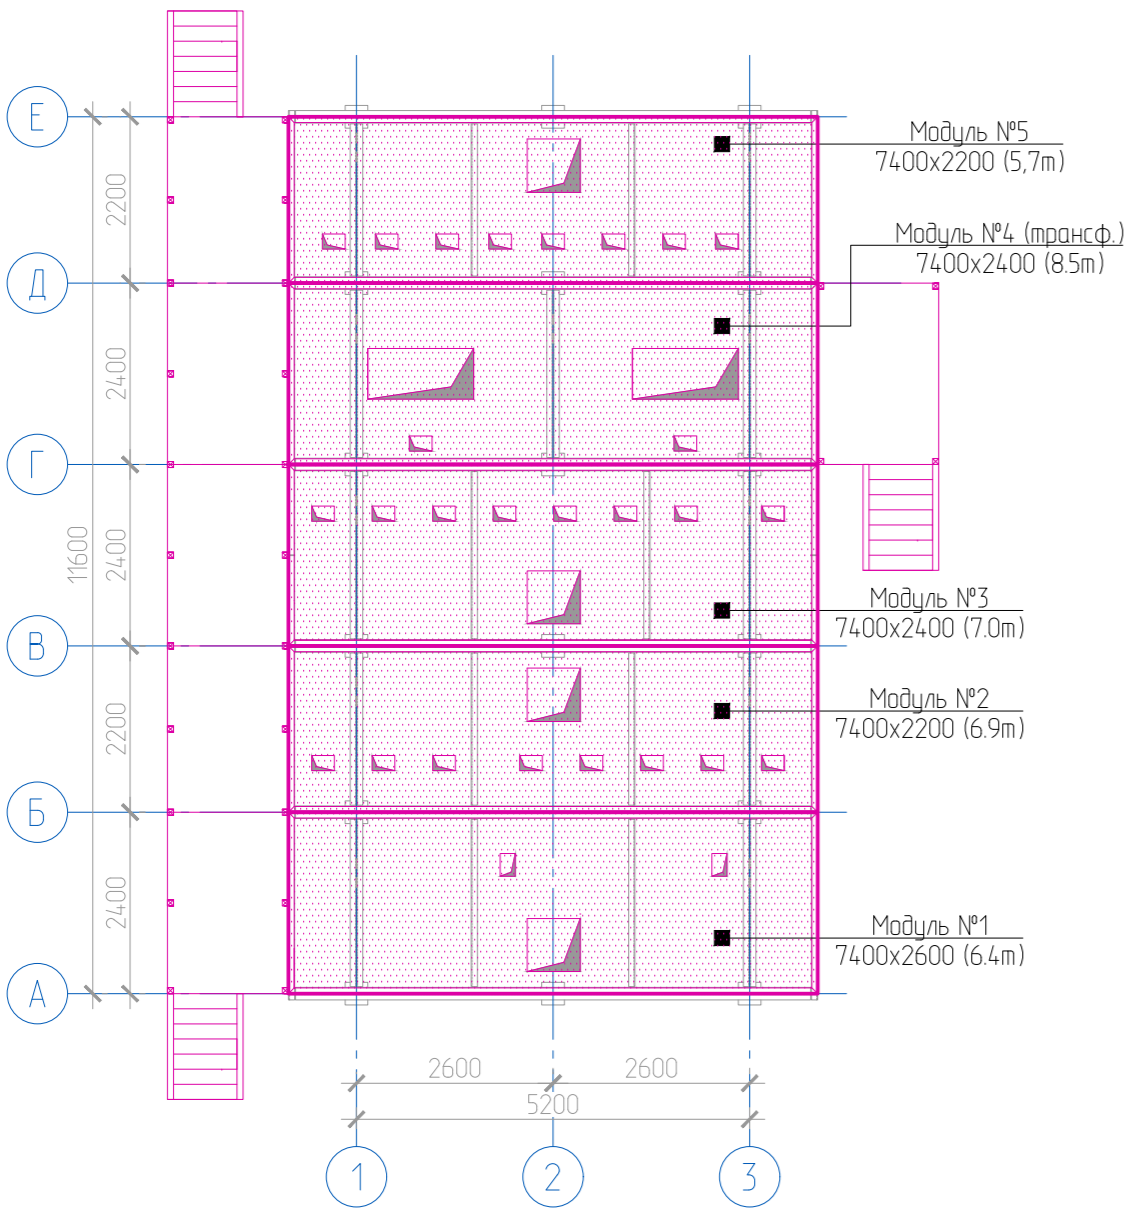 Е
Модуль №5
7400х2200 (5,7т)
2200
Модуль №4 (трансф.)
7400х2400 (8.5т)
Д
2400
Г
11600
2400
Модуль №3
7400х2400 (7.0т)
В
Модуль №2
7400х2200 (6.9т)
2200
Б
2400
Модуль №1
7400х2600 (6.4т)
А
2600
2600
5200
1
2
3